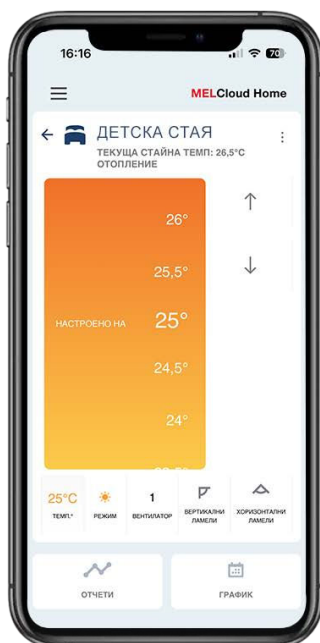 16:16
70
MELCloud Home
ДЕТСКА СТАЯ
ТЕКУЩА СТАЙНА ТЕМП: 26,5°C
ОТОПЛЕНИЕ
26°
25,5°
НАСТРОЕНО НА 25°
24,5°
24°
25°C
ТЕМП.°
РЕЖИМ
1
ВЕНТИЛАТОР
ВЕРТИКАЛНИ
ЛАМЕЛИ
ХОРИЗОНТАЛНИ
ЛАМЕЛИ
ОТЧЕТИ
ГРАФИК